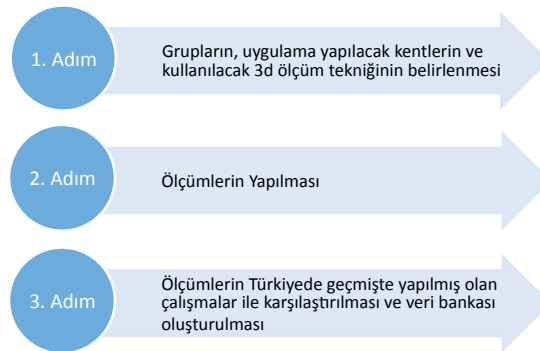 1. Adım
Grupların, uygulama yapılacak kentlerin ve
kullanılacak 3d ölçüm tekniğinin belirlenmesi
2. Adım
Ölçümlerin Yapılması
3. Adım
Ölçümlerin Türkiyede geçmişte yapılmış olan
çalışmalar ile karşılaştırılması ve veri bankası
oluşturulması